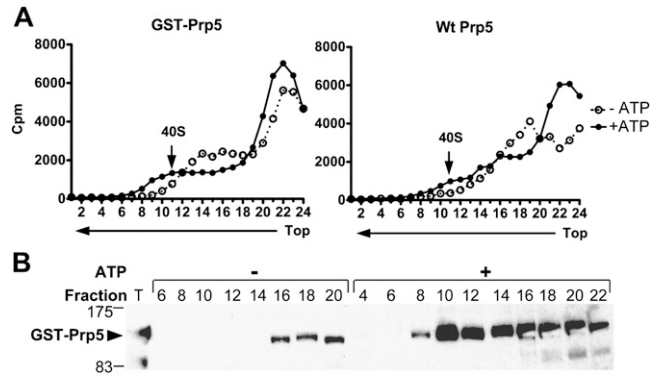 A
GST-Prp5
Wt Prp5
8000
6000
4000
2000
0
Cpm
40S
2 4 6 8 10 12 14 16 18 20 22 24
Top
8000
6000
4000
2000
0
40S
2 4 6 8 10 12 14 16 18 20 22 24
Top
- ATP
+ATP
B
ATP - +
Fraction T 6 8 10 12 14 16 18 20 4 6 8 10 12 14 16 18 20 22
175
GST-Prp5
83